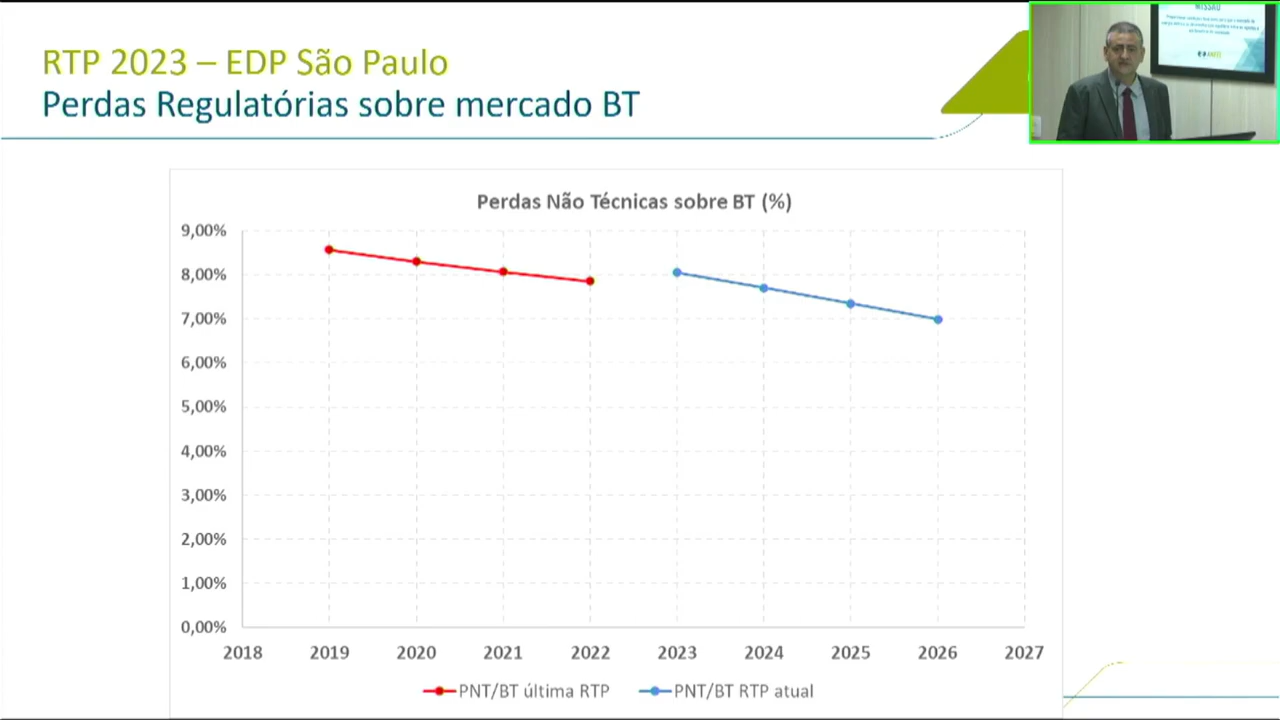 RTP 2023 – EDP São Paulo
Perdas Regulatórias sobre mercado BT
MISSÃO
ANEEL
Perdas Não Técnicas sobre BT (%)
9,00%
8,00%
7,00%
6,00%
5,00%
4,00%
3,00%
2,00%
1,00%
0,00%
2018 2019 2020 2021 2022 2023 2024 2025 2026 2027
PNT/BT última RTP PNT/BT RTP atual